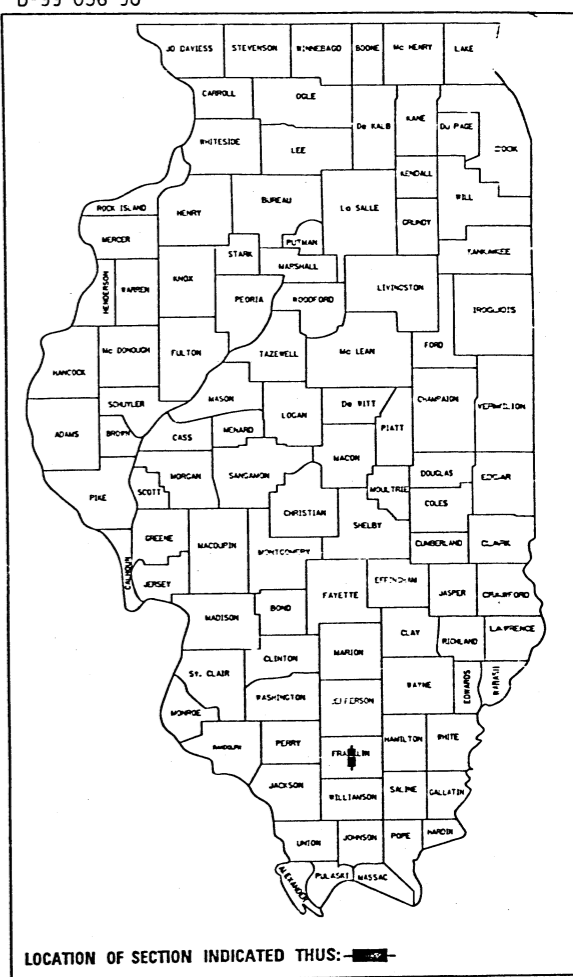 JO DAVIESS STEVENSON WINNEBAGO BOONE Mc HENRY LAKE
CARROLL OGLE De KALB KANE Du PAGE COOK
WHITESIDE LEE KENDALL WILL
ROCK ISLAND HENRY BUREAU La SALLE GRUNDY
MERCER STARK PUTMAN KANKAKEE
HENDERSON WARREN KNOX MARSHALL
PEORIA WOODFORD LIVINGSTON IROQUOIS
HANCOCK Mc DONOUGH FULTON TAZEWELL Mc LEAN FORD
SCHUYLER MASON LOGAN De WITT CHAMPAIGN VERMILION
ADAMS BROWN CASS MENARD PIATT
MACON
PIKE SCOTT MORGAN SANGAMON MOULTRIE DOUGLAS EDGAR
CHRISTIAN SHELBY COLES
CALHOUN GREENE MACOUPIN MONTGOMERY CUMBERLAND CLARK
JERSEY FAYETTE EFFINGHAM JASPER CRAWFORD
MADISON BOND
CLAY RICHLAND LAWRENCE
CLINTON MARION
St. CLAIR WAYNE EDWARDS WABASH
WASHINGTON JEFFERSON
MONROE
RANDOLPH PERRY FRANKLIN HAMILTON WHITE
JACKSON WILLIAMSON SALINE GALLATIN
UNION JOHNSON POPE HARDIN
ALEXANDER PULASKI MASSAC
LOCATION OF SECTION INDICATED THUS: